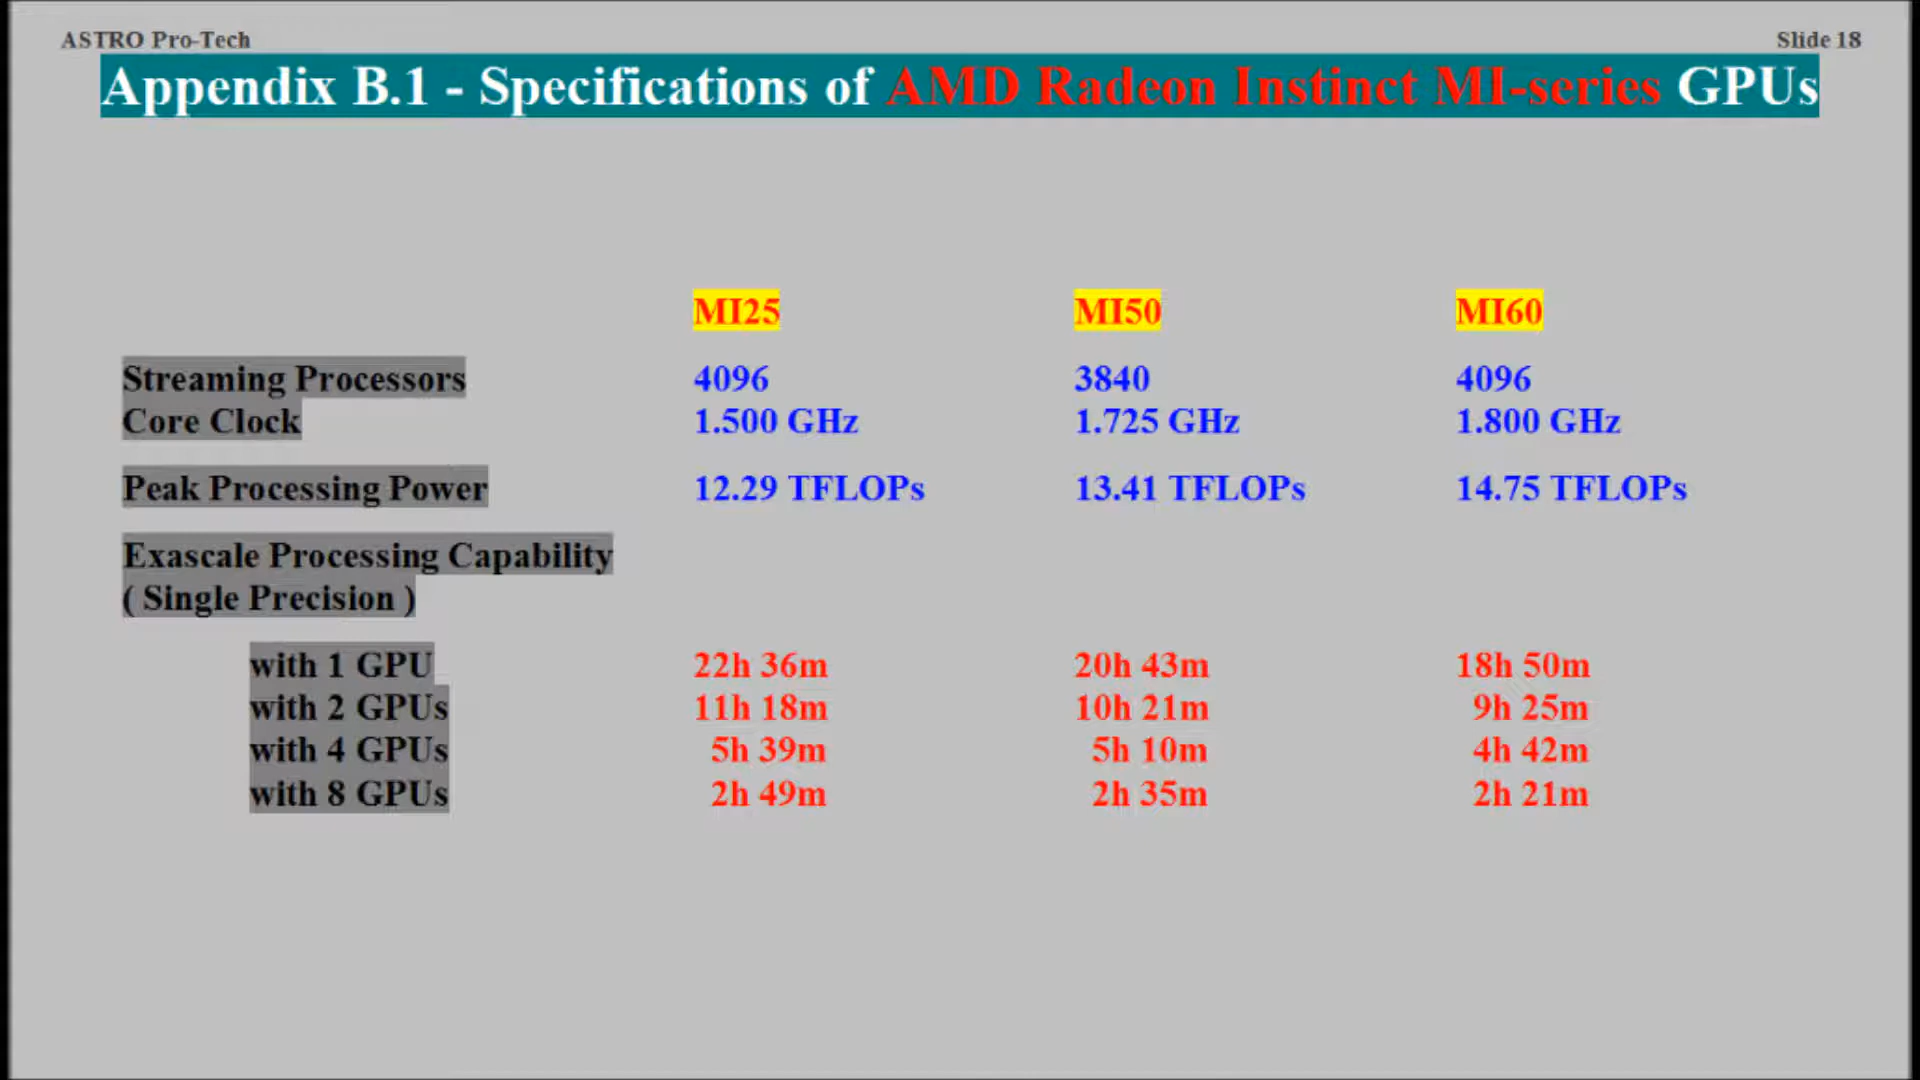 ASTRO Pro-Tech Slide 18
Appendix B.1 - Specifications of AMD Radeon Instinct MI-series GPUs
MI25 MI50 MI60
Streaming Processors 4096 3840 4096
Core Clock 1.500 GHz 1.725 GHz 1.800 GHz
Peak Processing Power 12.29 TFLOPs 13.41 TFLOPs 14.75 TFLOPs
Exascale Processing Capability
( Single Precision )
with 1 GPU 22h 36m 20h 43m 18h 50m
with 2 GPUs 11h 18m 10h 21m 9h 25m
with 4 GPUs 5h 39m 5h 10m 4h 42m
with 8 GPUs 2h 49m 2h 35m 2h 21m